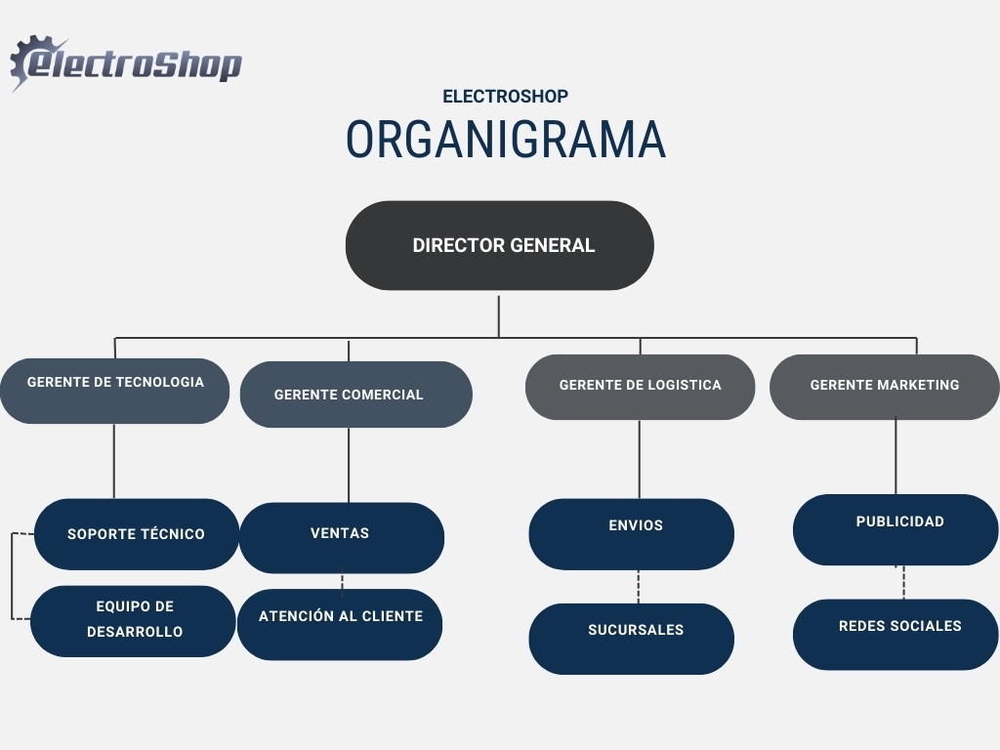 electroShop
ELECTROSHOP
ORGANIGRAMA
DIRECTOR GENERAL
GERENTE DE TECNOLOGIA
GERENTE COMERCIAL
GERENTE DE LOGISTICA
GERENTE MARKETING
SOPORTE TÉCNICO
VENTAS
ENVIOS
PUBLICIDAD
EQUIPO DE
DESARROLLO
ATENCIÓN AL CLIENTE
SUCURSALES
REDES SOCIALES